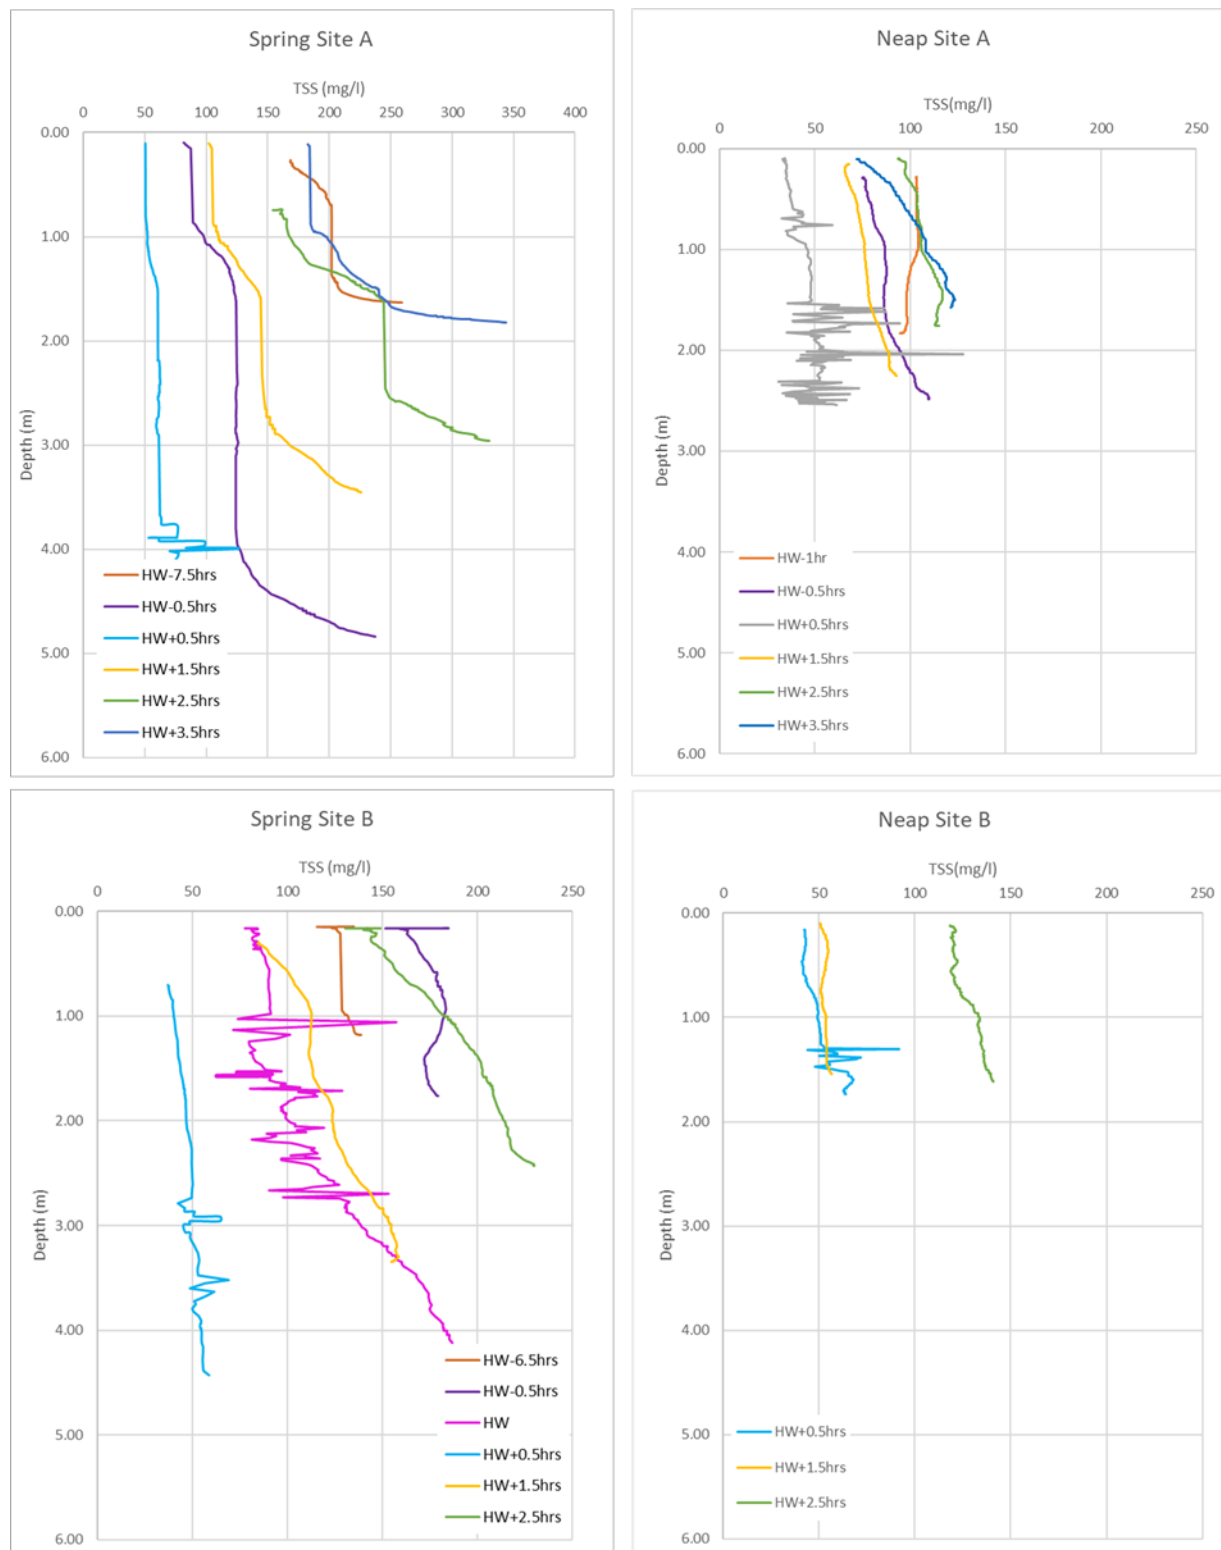 Spring Site A
TSS (mg/l)
0 50 100 150 200 250 300 350 400
0.00
1.00
2.00
3.00
4.00
5.00
6.00
Depth (m)
HW-7.5hrs
HW-0.5hrs
HW+0.5hrs
HW+1.5hrs
HW+2.5hrs
HW+3.5hrs
Neap Site A
TSS(mg/l)
0 50 100 150 200 250
0.00
1.00
2.00
3.00
4.00
5.00
6.00
Depth (m)
HW-1hr
HW-0.5hrs
HW+0.5hrs
HW+1.5hrs
HW+2.5hrs
HW+3.5hrs
Spring Site B
TSS (mg/l)
0 50 100 150 200 250
0.00
1.00
2.00
3.00
4.00
5.00
6.00
Depth (m)
HW-6.5hrs
HW-0.5hrs
HW
HW+0.5hrs
HW+1.5hrs
HW+2.5hrs
Neap Site B
TSS(mg/l)
0 50 100 150 200 250
0.00
1.00
2.00
3.00
4.00
5.00
6.00
Depth (m)
HW+0.5hrs
HW+1.5hrs
HW+2.5hrs